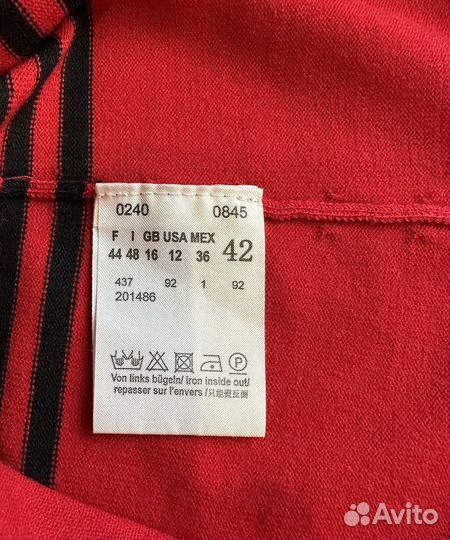 0240 0845
F I GB USA MEX 42
44 48 16 12 36
437 92 1 92
201486
P
Von links bügeln/ iron inside out/
repasser sur l'envers /只能熨反面
Avito